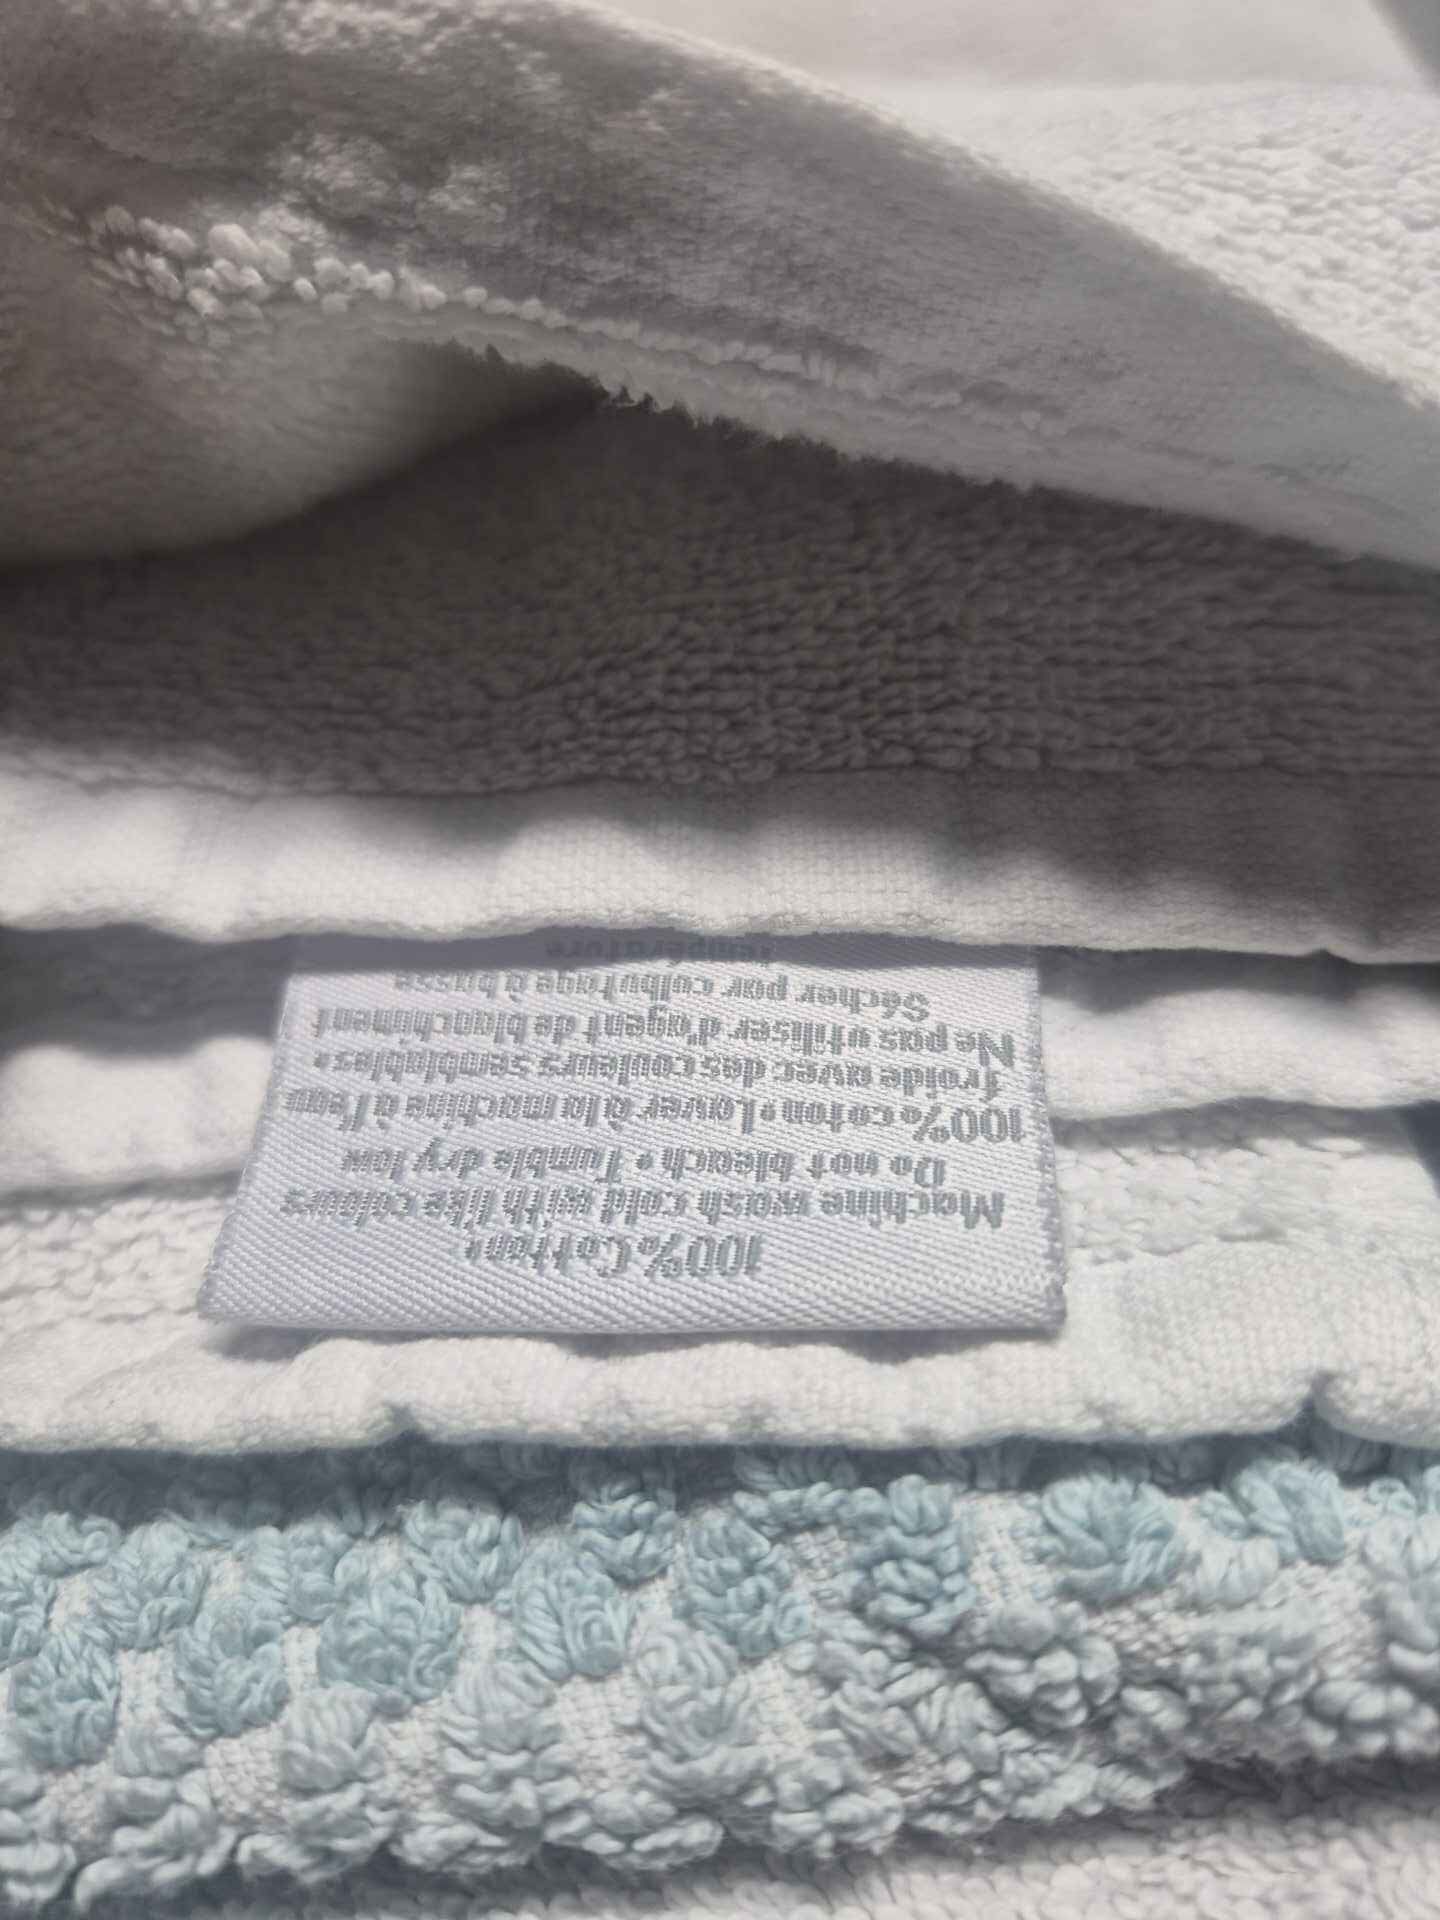 100% Cotton •
Machine wash cold with like colours
Do not bleach • Tumble dry low
100% coton • Laver à la machine à l'eau
froide avec des couleurs semblables •
Ne pas utiliser d'agent de blanchiment
Sécher par culbutage à basse
température